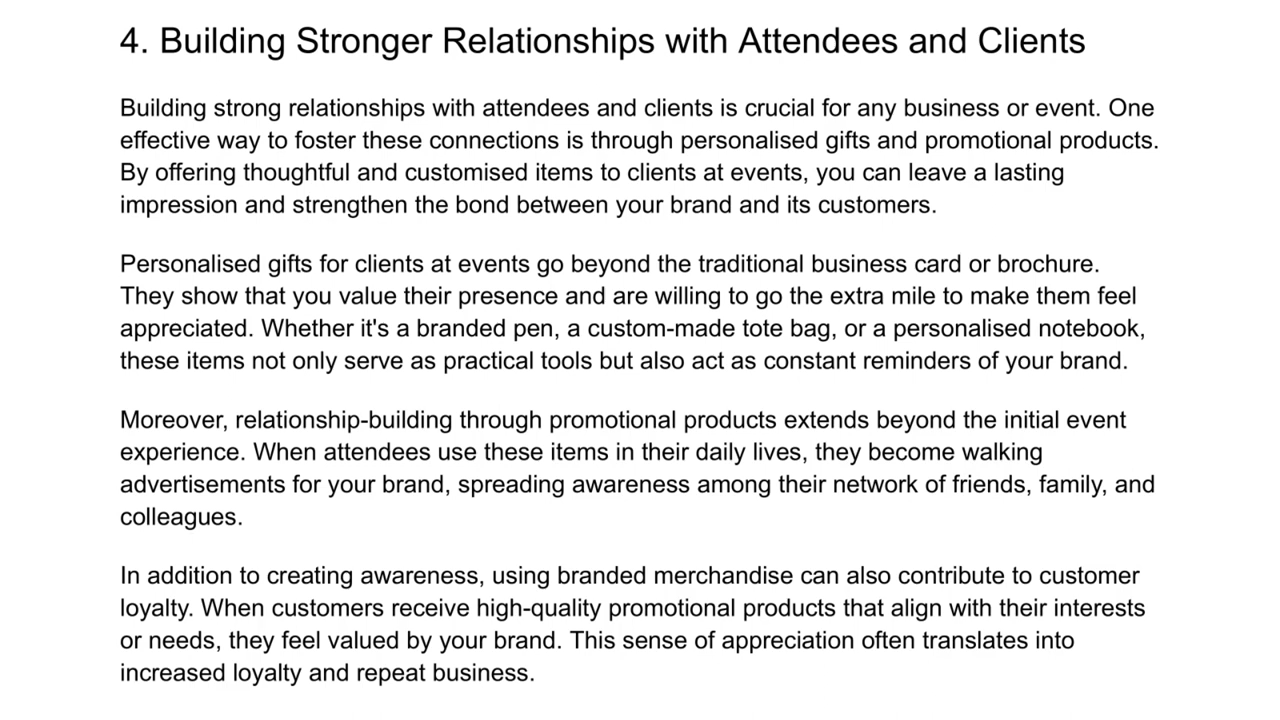 4. Building Stronger Relationships with Attendees and Clients
Building strong relationships with attendees and clients is crucial for any business or event. One
effective way to foster these connections is through personalised gifts and promotional products.
By offering thoughtful and customised items to clients at events, you can leave a lasting
impression and strengthen the bond between your brand and its customers.
Personalised gifts for clients at events go beyond the traditional business card or brochure.
They show that you value their presence and are willing to go the extra mile to make them feel
appreciated. Whether it's a branded pen, a custom-made tote bag, or a personalised notebook,
these items not only serve as practical tools but also act as constant reminders of your brand.
Moreover, relationship-building through promotional products extends beyond the initial event
experience. When attendees use these items in their daily lives, they become walking
advertisements for your brand, spreading awareness among their network of friends, family, and
colleagues.
In addition to creating awareness, using branded merchandise can also contribute to customer
loyalty. When customers receive high-quality promotional products that align with their interests
or needs, they feel valued by your brand. This sense of appreciation often translates into
increased loyalty and repeat business.